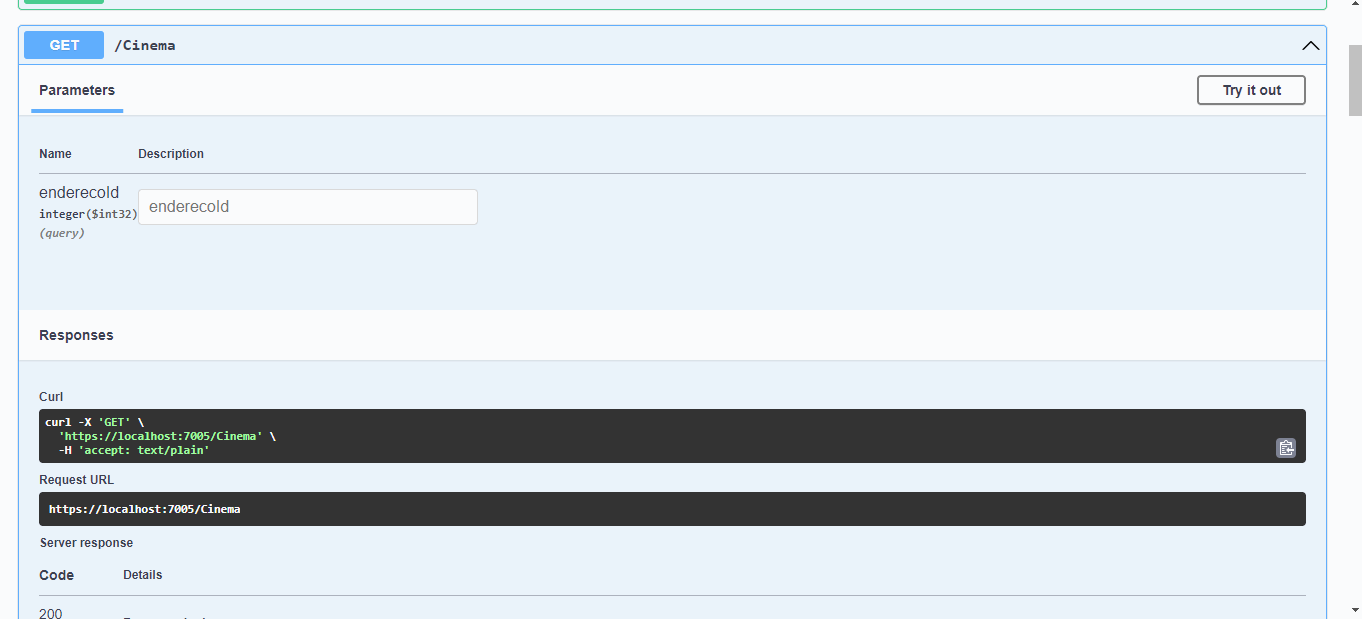 GET /Cinema
Parameters
Try it out
Name Description
enderecoId
integer($int32)
(query)
enderecoId
Responses
Curl
curl -X 'GET' \
'https://localhost:7005/Cinema' \
-H 'accept: text/plain'
Request URL
https://localhost:7005/Cinema
Server response
Code Details
200